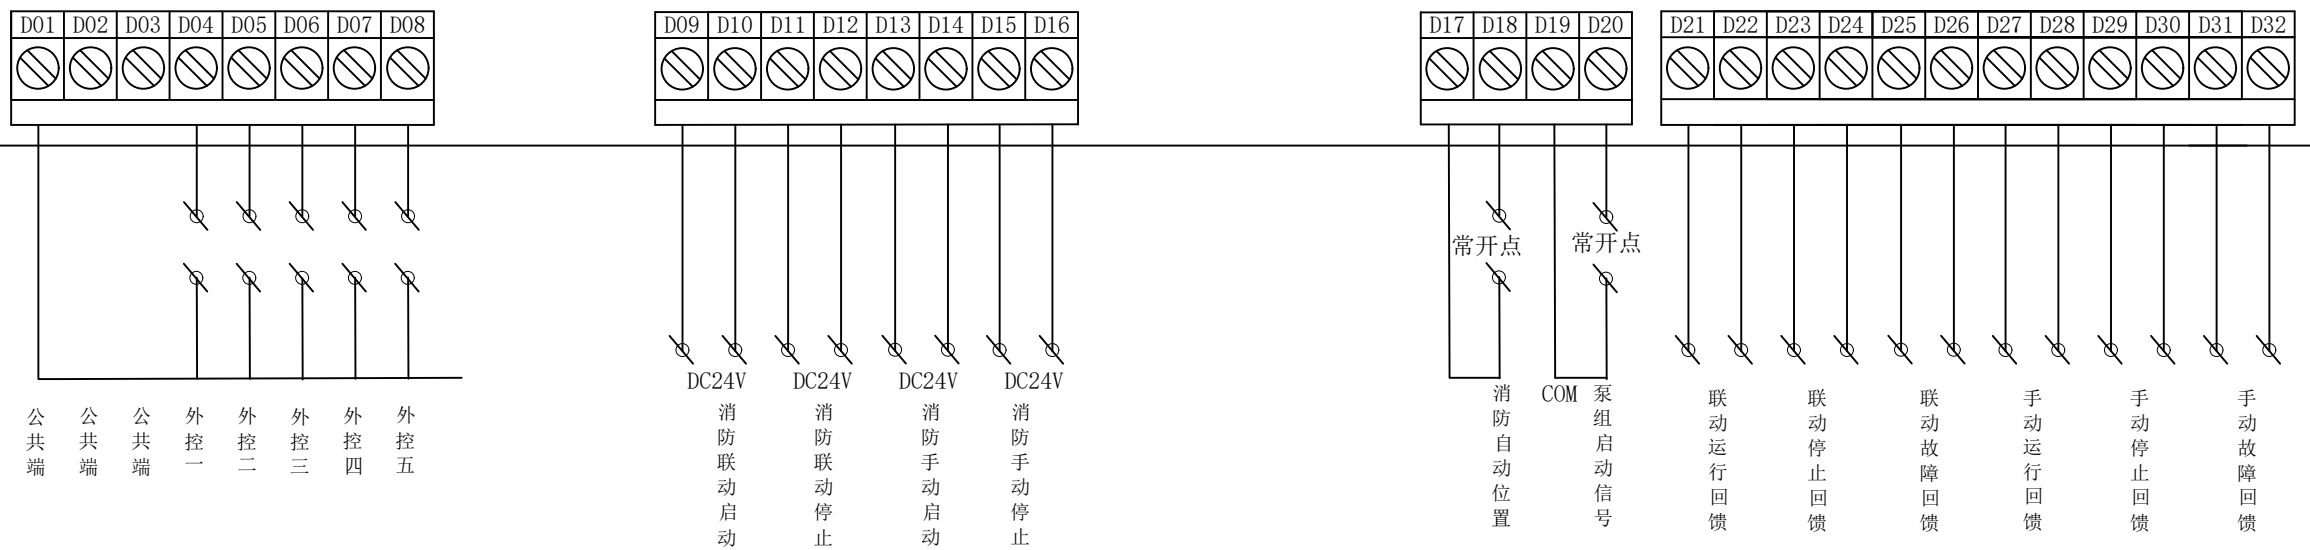 D01 D02 D03 D04 D05 D06 D07 D08
D09 D10 D11 D12 D13 D14 D15 D16
D17 D18 D19 D20
D21 D22 D23 D24 D25 D26 D27 D28 D29 D30 D31 D32
常开点
常开点
DC24V
DC24V
DC24V
DC24V
COM
公共端
公共端
公共端
外控一
外控二
外控三
外控四
外控五
消防联动启动
消防联动停止
消防手动启动
消防手动停止
消防自动位置
泵组启动信号
联动运行回馈
联动停止回馈
联动故障回馈
手动运行回馈
手动停止回馈
手动故障回馈